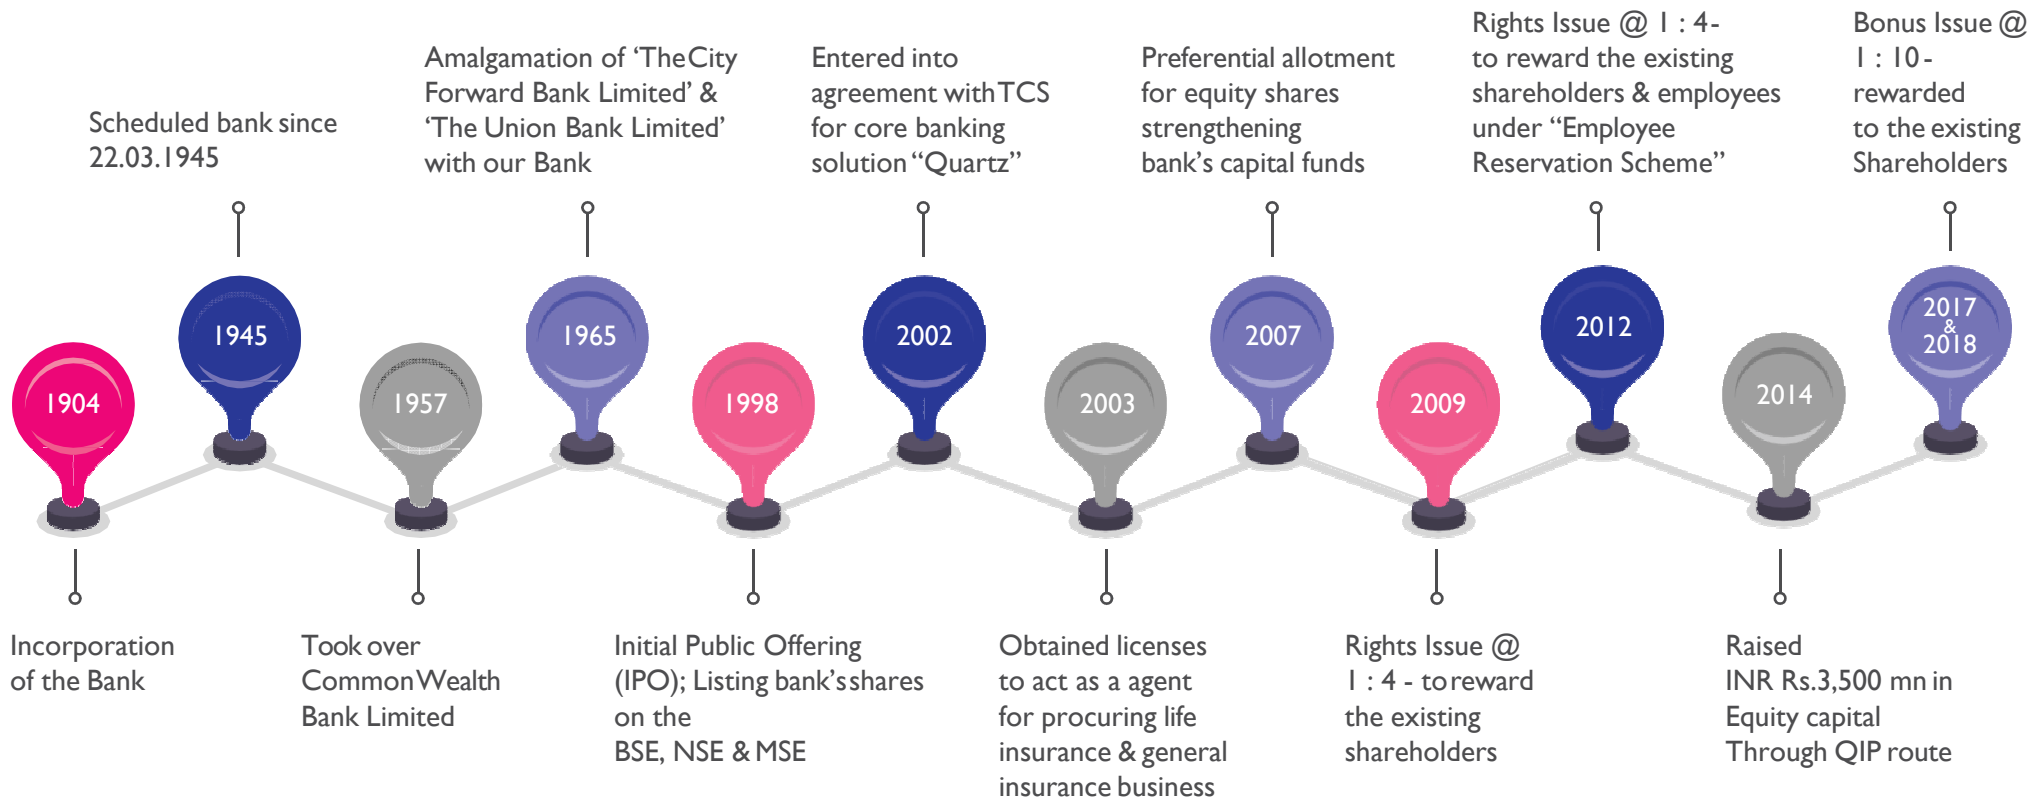 Scheduled bank since
22.03.1945
Amalgamation of ‘The City
Forward Bank Limited’ &
‘The Union Bank Limited’
with our Bank
Entered into
agreement with TCS
for core banking
solution “Quartz”
Preferential allotment
for equity shares
strengthening
bank’s capital funds
Rights Issue @ 1 : 4-
to reward the existing
shareholders & employees
under “Employee
Reservation Scheme”
Bonus Issue @
1 : 10 -
rewarded
to the existing
Shareholders
1904
1945
1957
1965
1998
2002
2003
2007
2009
2012
2014
2017
&
2018
Incorporation
of the Bank
Took over
Common Wealth
Bank Limited
Initial Public Offering
(IPO); Listing bank’s shares
on the
BSE, NSE & MSE
Obtained licenses
to act as a agent
for procuring life
insurance & general
insurance business
Rights Issue @
1 : 4 - to reward
the existing
shareholders
Raised
INR Rs.3,500 mn in
Equity capital
Through QIP route